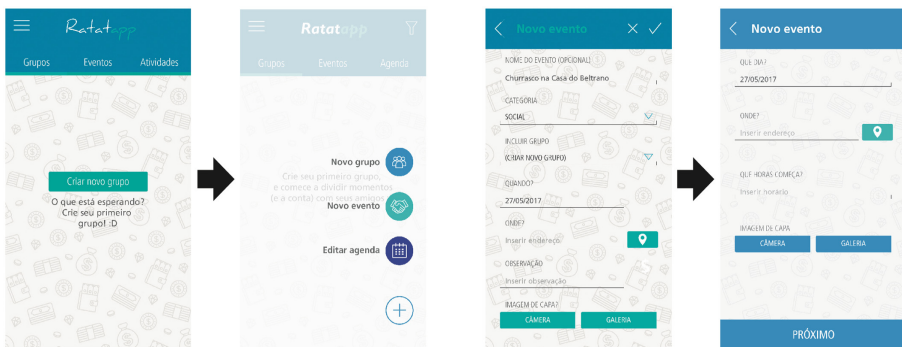 Ratatapp
Grupos Eventos Atividades
Criar novo grupo
O que está esperando?
Crie seu primeiro
grupo! :D
Ratatapp
Grupos Eventos Agenda
Novo grupo
Crie seu primeiro grupo,
e comece a dividir momentos
(e a conta) com seus amigos
Novo evento
Editar agenda
Novo evento
NOME DO EVENTO (OPCIONAL)
Churrasco na Casa do Beltrano
CATEGORIA
SOCIAL
INCLUIR GRUPO
(CRIAR NOVO GRUPO)
QUANDO?
27/05/2017
ONDE?
Inserir endereço
OBSERVAÇÃO
Inserir observação
IMAGEM DE CAPA?
CÂMERA GALERIA
Novo evento
QUE DIA?
27/05/2017
ONDE?
Inserir endereço
QUE HORAS COMEÇA?
Inserir horário
IMAGEM DE CAPA
CÂMERA GALERIA
PRÓXIMO